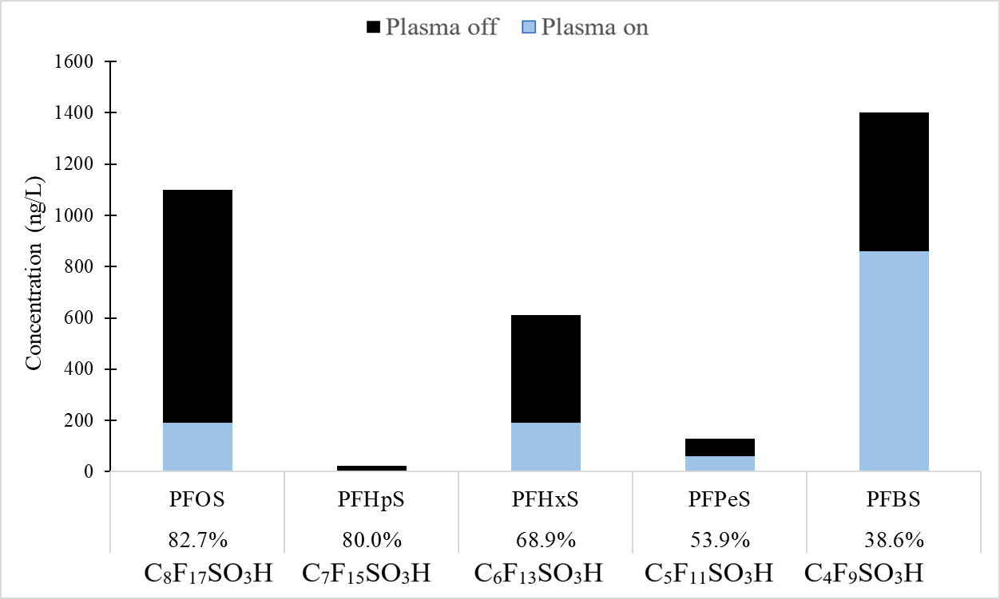 Plasma off Plasma on
Concentration (ng/L)
1600
1400
1200
1000
800
600
400
200
0
PFOS PFHpS PFHxS PFPeS PFBS
82.7% 80.0% 68.9% 53.9% 38.6%
C₈F₁₇SO₃H C₇F₁₅SO₃H C₆F₁₃SO₃H C₅F₁₁SO₃H C₄F₉SO₃H